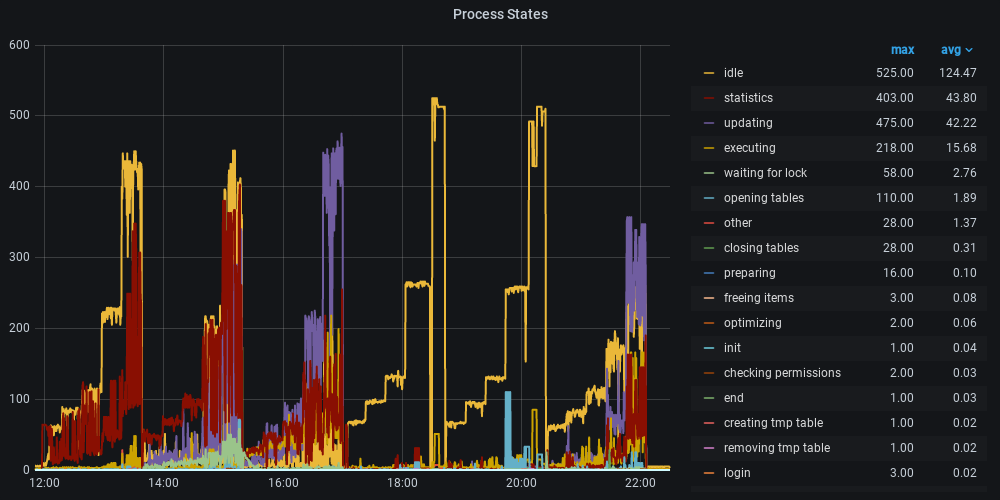 Process States
max avg
600
500
400
300
200
100
0
12:00 14:00 16:00 18:00 20:00 22:00
idle 525.00 124.47
statistics 403.00 43.80
updating 475.00 42.22
executing 218.00 15.68
waiting for lock 58.00 2.76
opening tables 110.00 1.89
other 28.00 1.37
closing tables 28.00 0.31
preparing 16.00 0.10
freeing items 3.00 0.08
optimizing 2.00 0.06
init 1.00 0.04
checking permissions 2.00 0.03
end 1.00 0.03
creating tmp table 1.00 0.02
removing tmp table 1.00 0.02
login 3.00 0.02